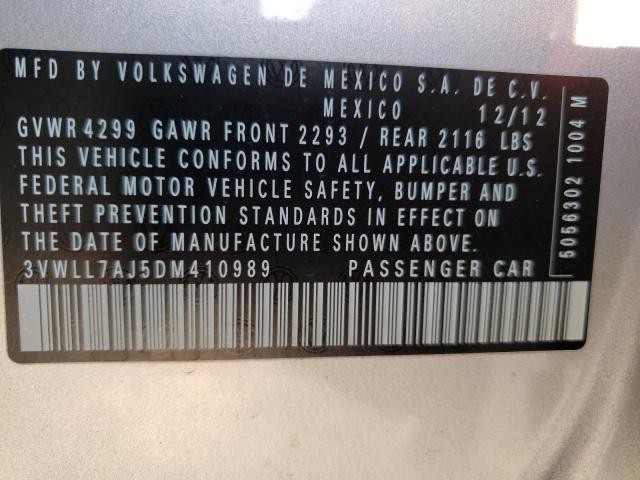 MFD BY VOLKSWAGEN DE MEXICO S.A. DE C.V.
MEXICO 12/12
GVWR 4299 GAWR FRONT 2293 / REAR 2116 LBS
THIS VEHICLE CONFORMS TO ALL APPLICABLE U.S.
FEDERAL MOTOR VEHICLE SAFETY, BUMPER AND
THEFT PREVENTION STANDARDS IN EFFECT ON
THE DATE OF MANUFACTURE SHOWN ABOVE.
3VWLL7AJ5DM410989 PASSENGER CAR
5056302 1004 M